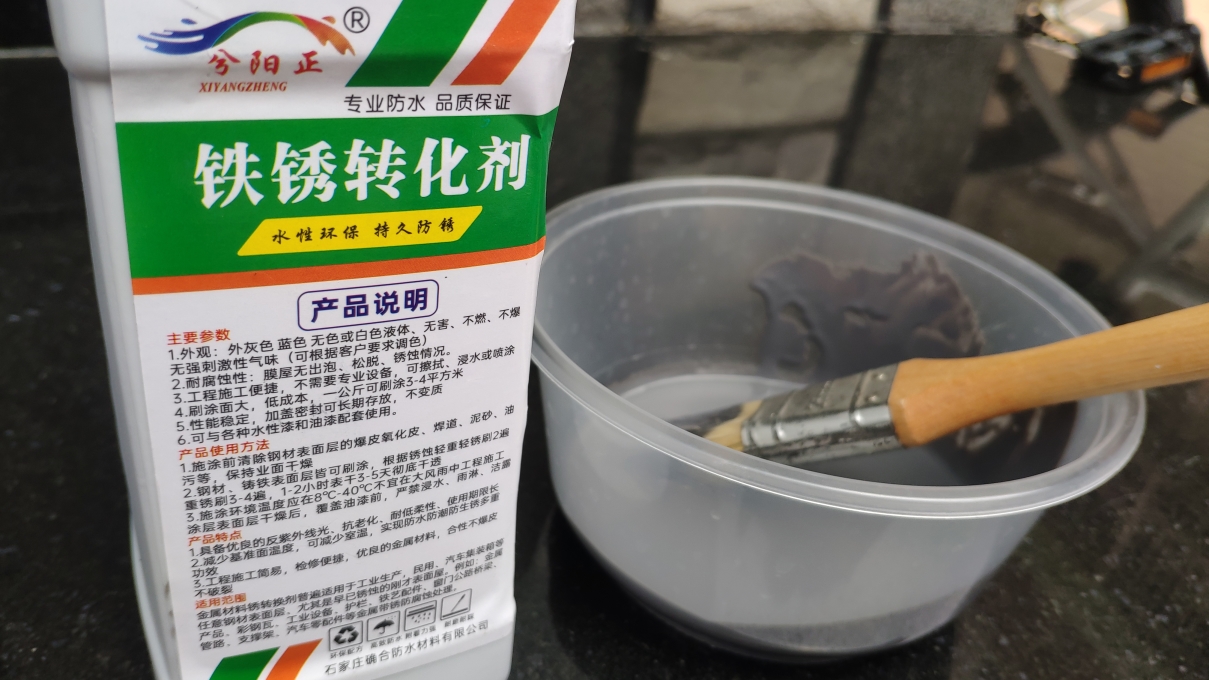 ®
兮阳正
XIYANGZHENG
专业防水 品质保证
铁锈转化剂
水性环保 持久防锈
产品说明
主要参数
1.外观：外灰色 蓝色 无色或白色液体、无害、不燃、不爆
无强刺激性气味（可根据客户要求调色）
2.耐腐蚀性：膜屋无出泡、松脱、锈蚀情况。
3.工程施工便捷，不需要专业设备，可擦拭、浸水或喷涂
4.刷涂面大，低成本，一公斤可刷涂3-4平方米
5.性能稳定，加盖密封可长期存放，不变质
6.可与各种水性漆和油漆配套使用。
产品使用方法
1.施涂前清除钢材表面层的爆皮氧化皮、焊道、泥砂、油
污等，保持业面干燥
2.钢材、铸铁表面层皆可刷涂，根据锈蚀轻重轻锈刷2遍
重锈刷3-4遍，1-2小时表干3-5天彻底干透
3.施涂环境温度应在8℃-40℃不宜在大风雨中工程施工
涂层表面层干燥后，覆盖油漆前，严禁浸水、雨淋、洁露
产品特点
1.具备优良的反紫外线光、抗老化、耐低柔性、使用期限长
2.减少基准面温度，可减少室温，实现防水防潮防生锈多重
功效
3.工程施工简易，检修便捷，优良的金属材料，合性不爆皮
不破裂
适用范围
金属材料锈转换剂普遍适用于工业生产，民用、汽车集装箱等
任意钢材表面层，尤其是早已锈蚀的刚才表面屋。例如、金属
产品、彩钢瓦、工业设备、护栏、铁艺配件、窗门公路桥梁、
管路、支撑架、汽车零配件等金属带锈防腐蚀处理。
环保配方
石家庄确合防水材料有限公司